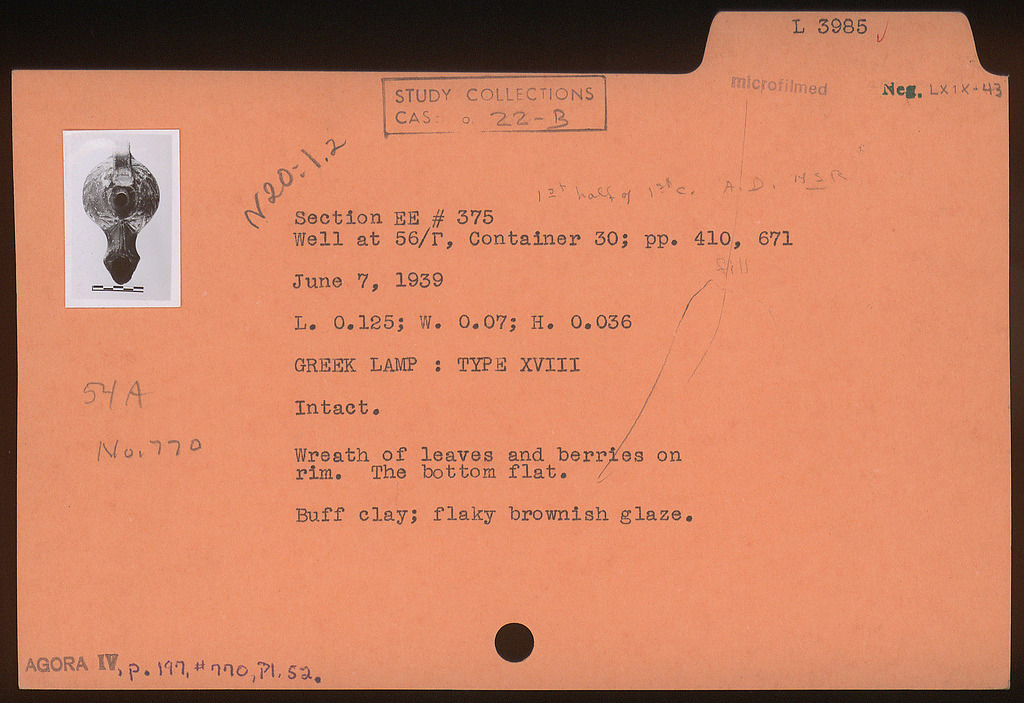 L 3985
microfilmed
Neg. LXIX-43
STUDY COLLECTIONS
CAS: o. 22-B
N20:1.2
1st half of 1st c. A.D. HSR
Section EE # 375
Well at 56/Γ, Container 30; pp. 410, 671
fill
June 7, 1939
L. 0.125; W. 0.07; H. 0.036
GREEK LAMP : TYPE XVIII
54A
Intact.
No. 770
Wreath of leaves and berries on
rim. The bottom flat.
Buff clay; flaky brownish glaze.
AGORA IV, p. 197, #770, Pl. 52.